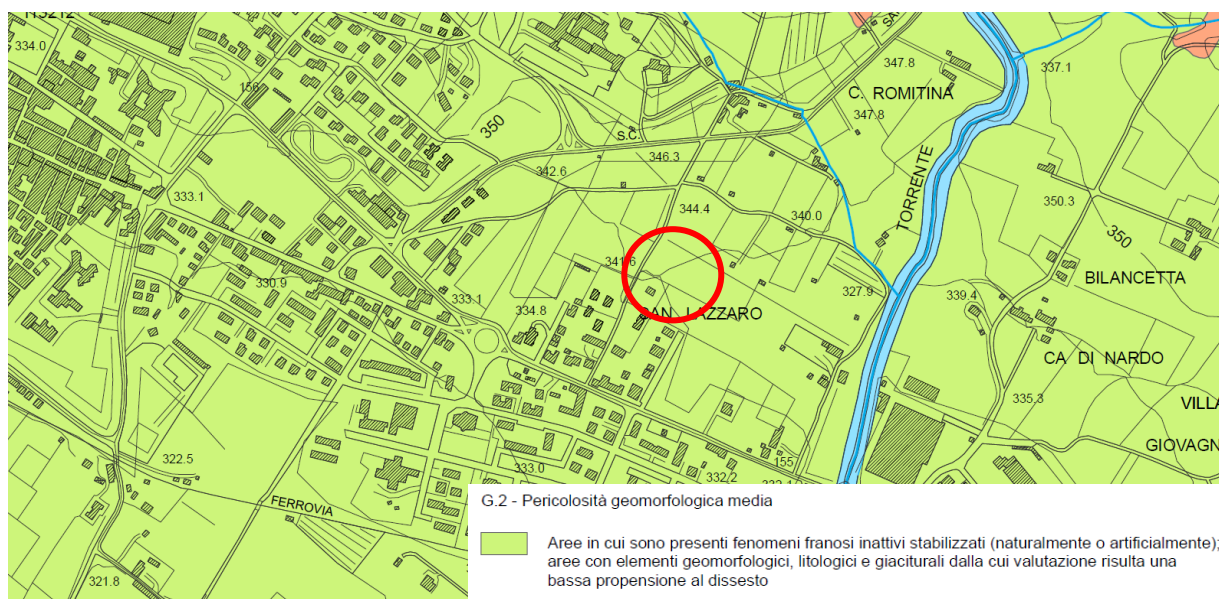 334.0
156
350
S.C.
347.8
C. ROMITINA
347.8
337.1
346.3
342.6
333.1
344.4
340.0
TORRENTE
350.3
350
BILANCETTA
330.9
333.1
334.8
SAN LAZZARO
327.9
339.4
CA DI NARDO
335.3
VILLA
GIOVAGN
322.5
FERROVIA
333.0
332.2
155
321.8
G.2 - Pericolosità geomorfologica media
Aree in cui sono presenti fenomeni franosi inattivi stabilizzati (naturalmente o artificialmente);
aree con elementi geomorfologici, litologici e giaciturali dalla cui valutazione risulta una
bassa propensione al dissesto